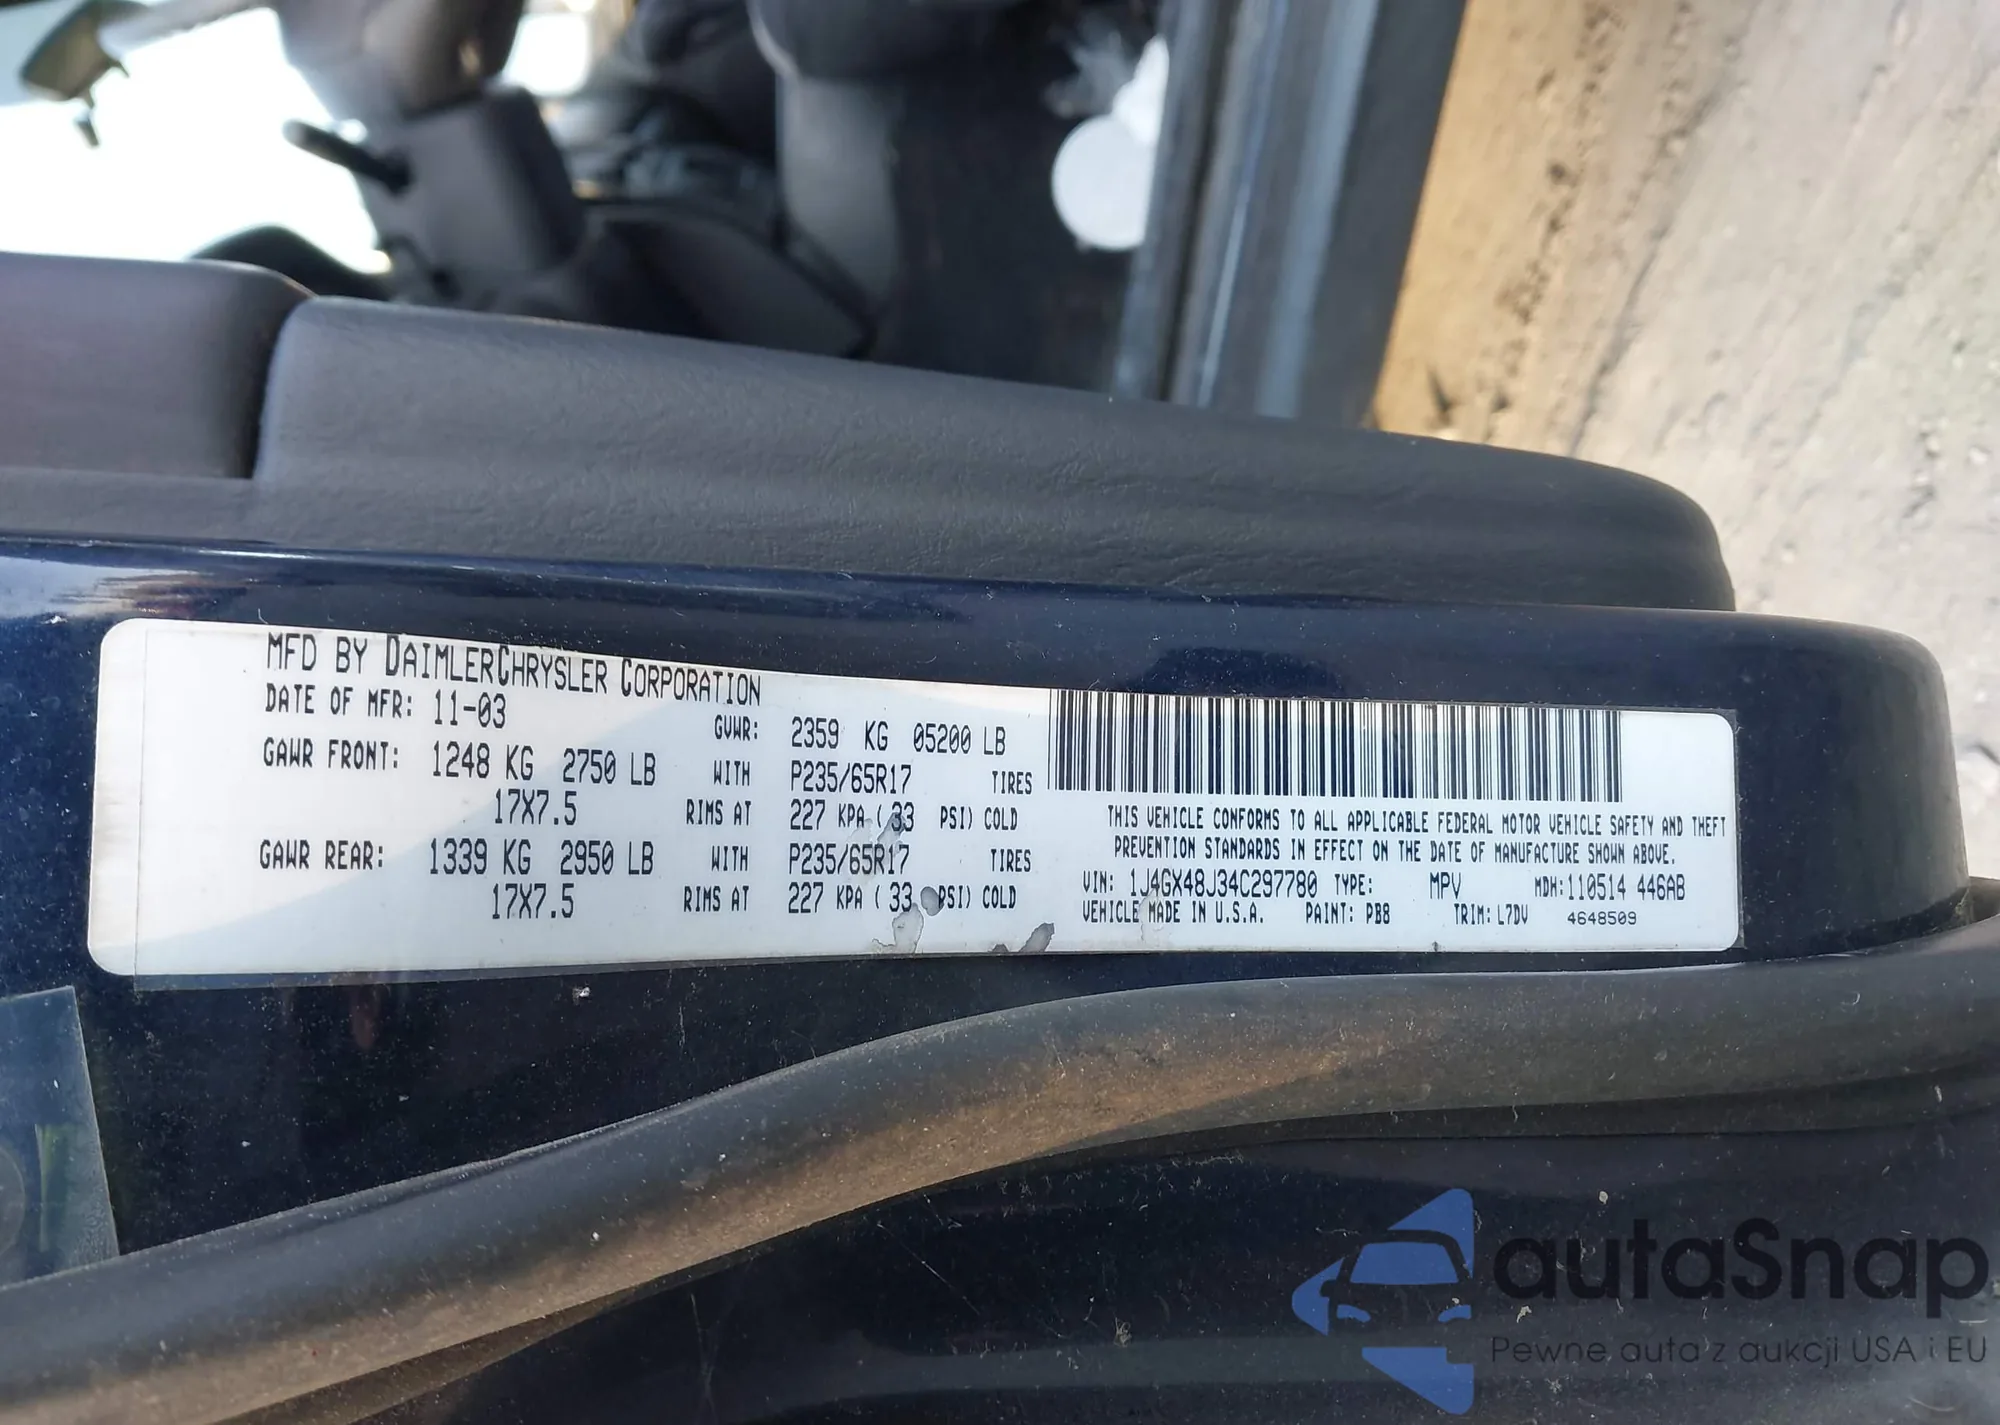 MFD BY DAIMLERCHRYSLER CORPORATION
DATE OF MFR: 11-03 GVWR: 2359 KG 05200 LB
GAWR FRONT: 1248 KG 2750 LB WITH P235/65R17 TIRES
17X7.5 RIMS AT 227 KPA ( 33 PSI) COLD
GAWR REAR: 1339 KG 2950 LB WITH P235/65R17 TIRES
17X7.5 RIMS AT 227 KPA ( 33 PSI) COLD
THIS VEHICLE CONFORMS TO ALL APPLICABLE FEDERAL MOTOR VEHICLE SAFETY AND THEFT
PREVENTION STANDARDS IN EFFECT ON THE DATE OF MANUFACTURE SHOWN ABOVE.
VIN: 1J4GX48J34C297780 TYPE: MPV MDH:110514 446AB
VEHICLE MADE IN U.S.A. PAINT: PB8 TRIM: L7DV 4648509
autaSnap
Pewne auta z aukcji USA i EU